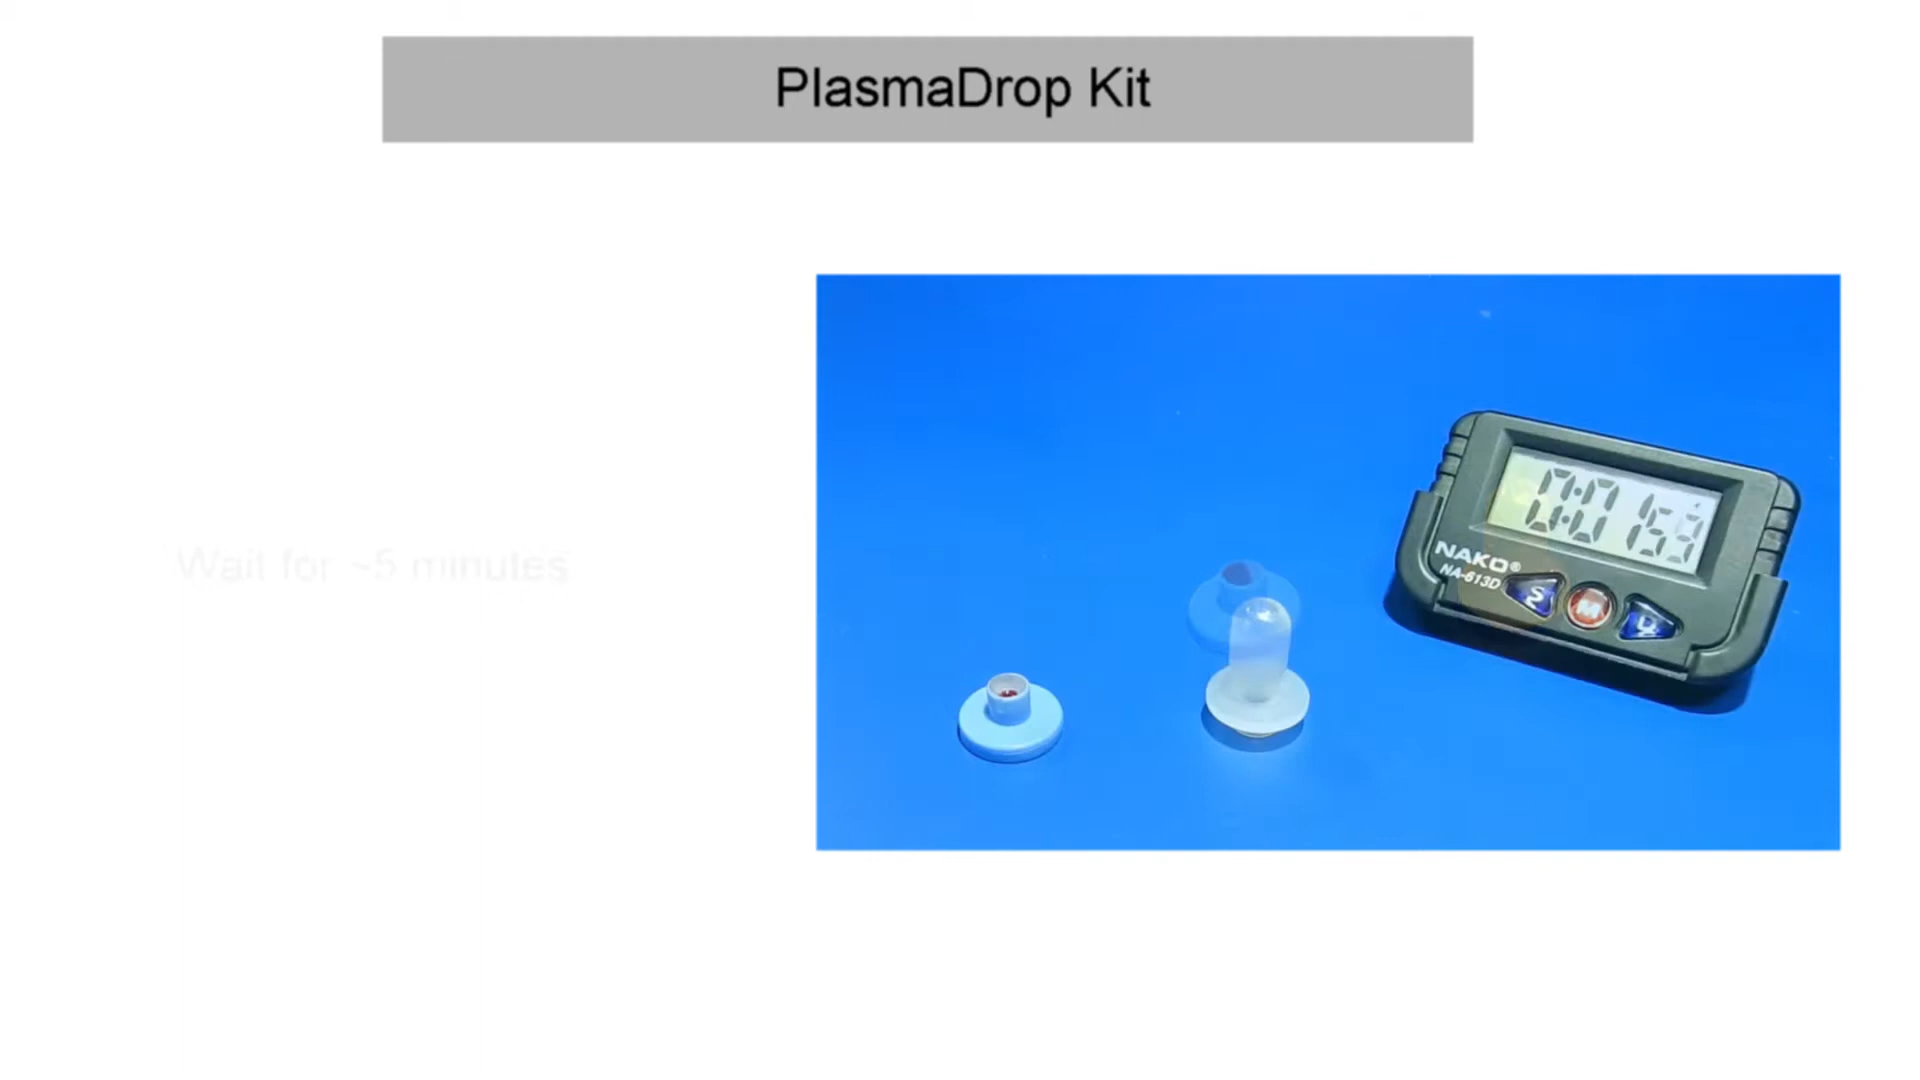 PlasmaDrop Kit
Wait for ~5 minutes
NAKO®
NA-613D
S M D